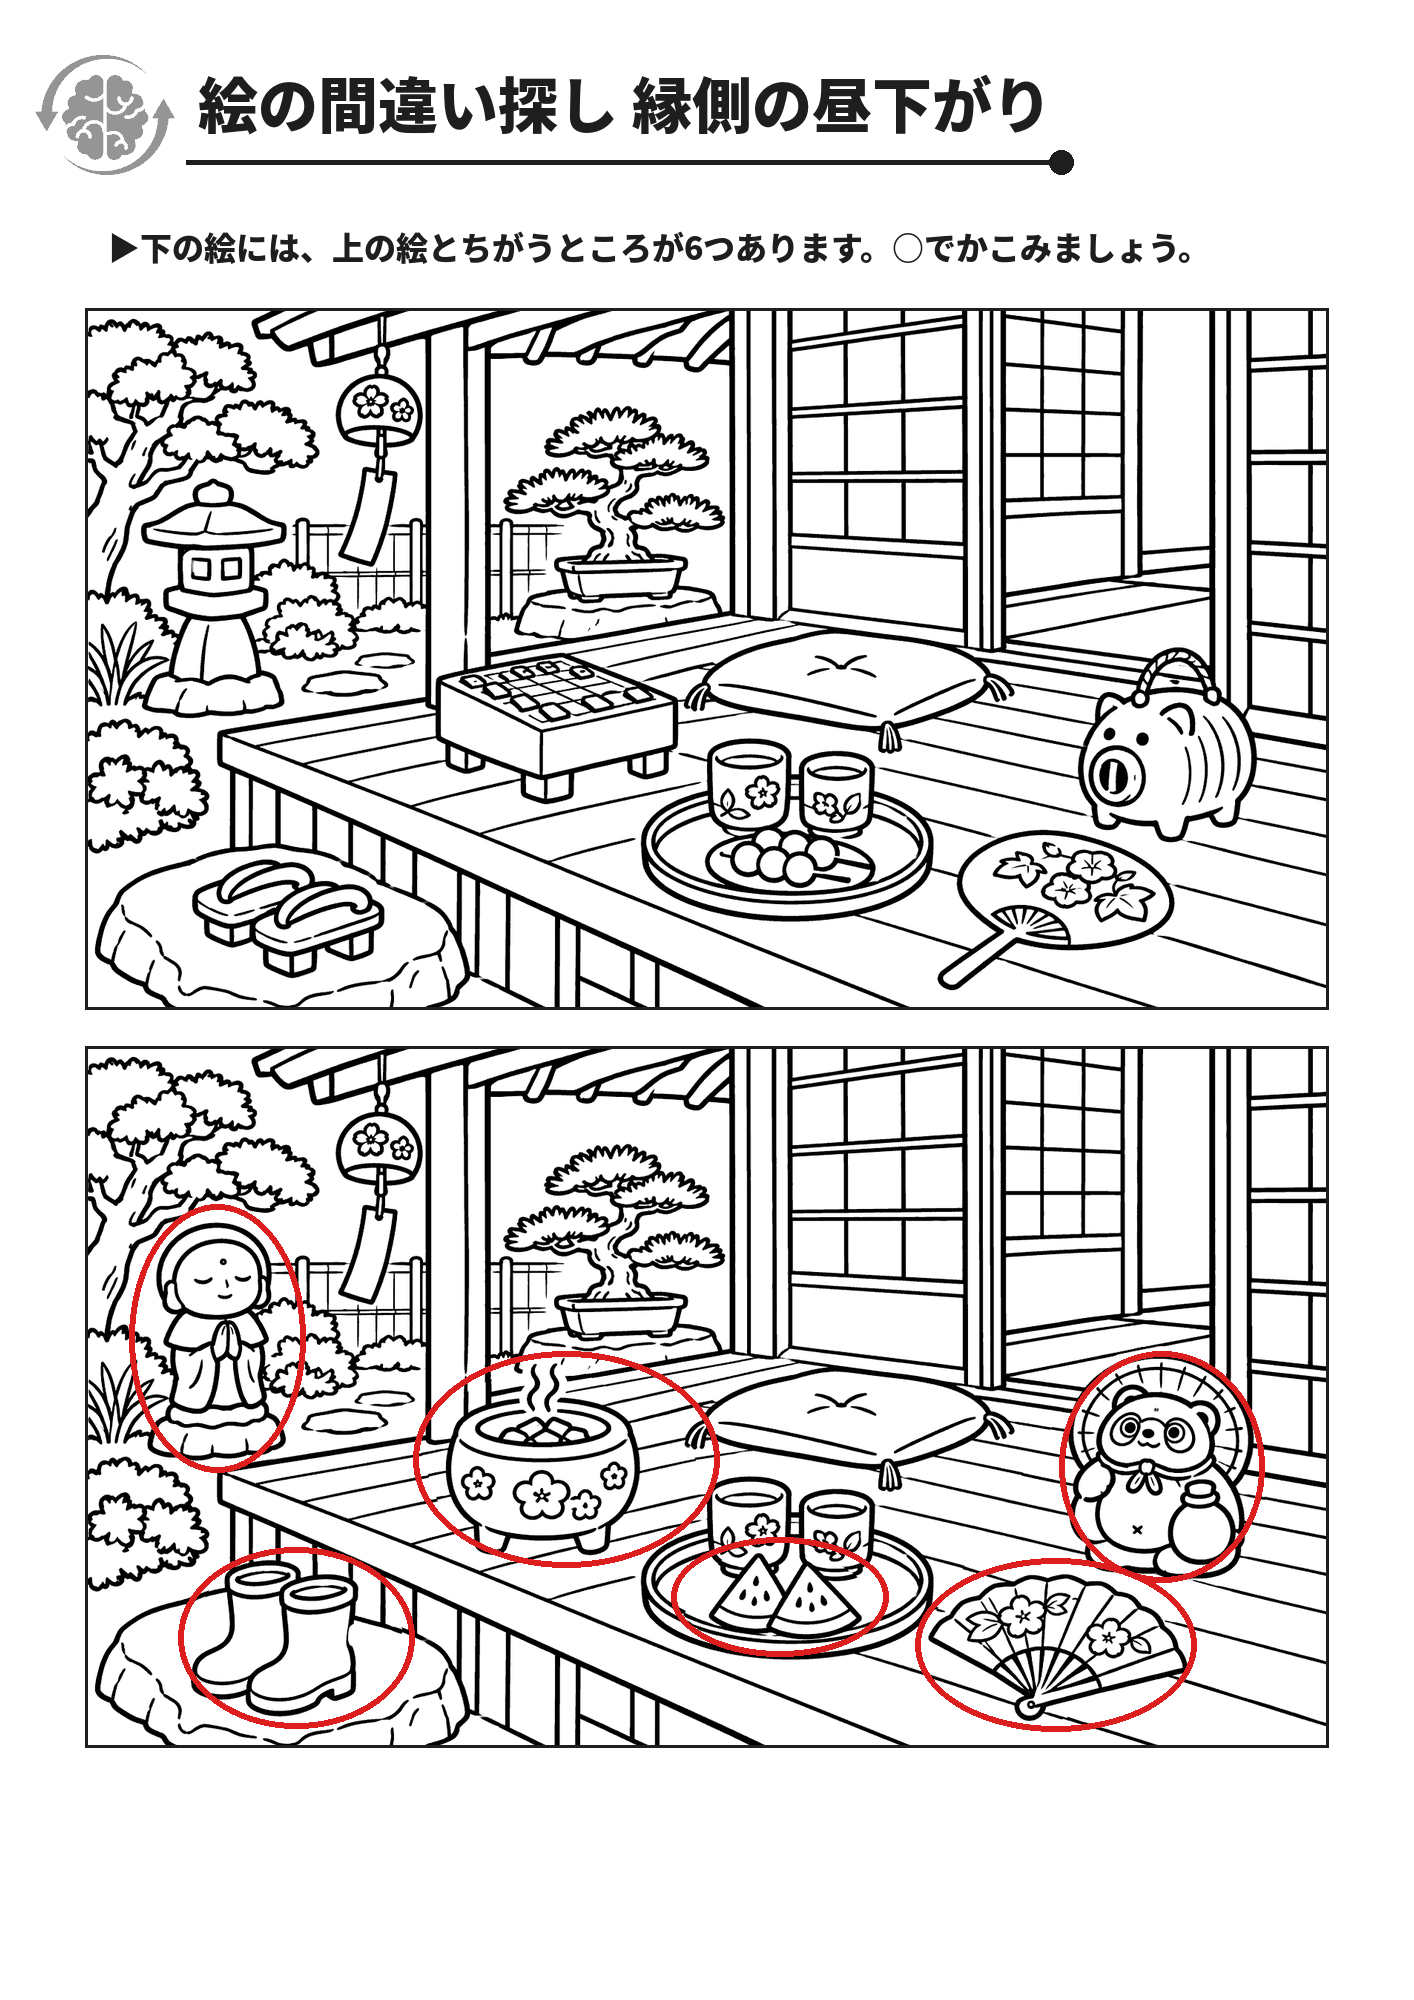 絵の間違い探し 縁側の昼下がり
▶下の絵には、上の絵とちがうところが6つあります。○でかこみましょう。